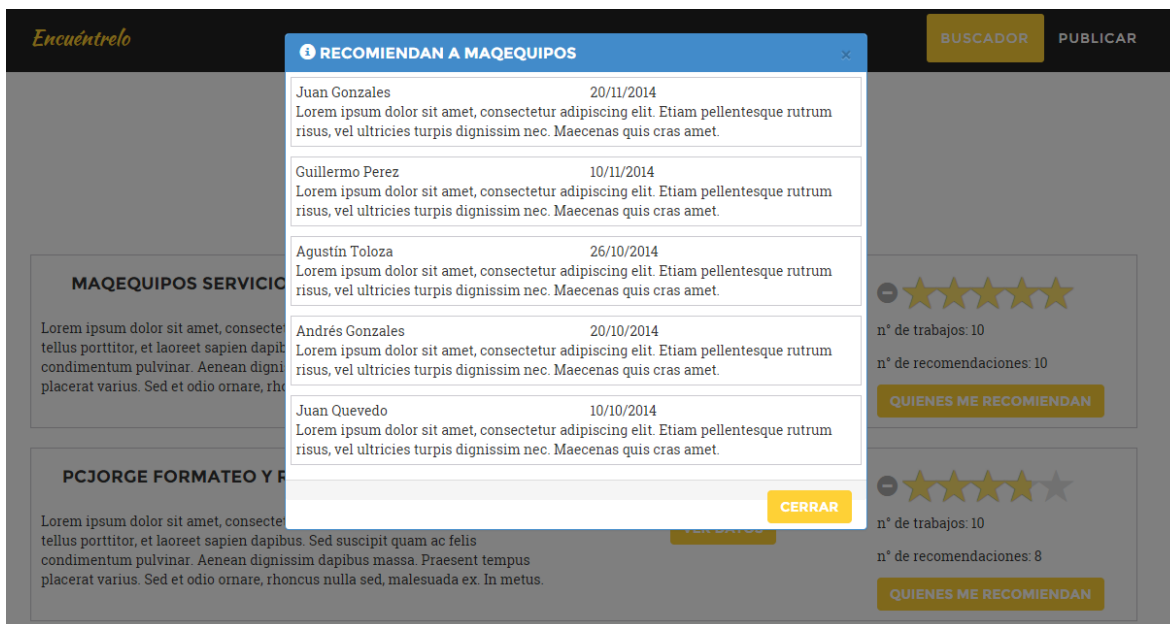 Encuéntrelo
BUSCADOR
PUBLICAR
RECOMIENDAN A MAQEQUIPOS
×
Juan Gonzales 20/11/2014
Lorem ipsum dolor sit amet, consectetur adipiscing elit. Etiam pellentesque rutrum
risus, vel ultricies turpis dignissim nec. Maecenas quis cras amet.
Guillermo Perez 10/11/2014
Lorem ipsum dolor sit amet, consectetur adipiscing elit. Etiam pellentesque rutrum
risus, vel ultricies turpis dignissim nec. Maecenas quis cras amet.
Agustín Toloza 26/10/2014
Lorem ipsum dolor sit amet, consectetur adipiscing elit. Etiam pellentesque rutrum
risus, vel ultricies turpis dignissim nec. Maecenas quis cras amet.
Andrés Gonzales 20/10/2014
Lorem ipsum dolor sit amet, consectetur adipiscing elit. Etiam pellentesque rutrum
risus, vel ultricies turpis dignissim nec. Maecenas quis cras amet.
Juan Quevedo 10/10/2014
Lorem ipsum dolor sit amet, consectetur adipiscing elit. Etiam pellentesque rutrum
risus, vel ultricies turpis dignissim nec. Maecenas quis cras amet.
CERRAR
MAQEQUIPOS SERVICIO
Lorem ipsum dolor sit amet,
tellus porttitor, et laoreet sapien
condimentum pulvinar. Aenean
placerat varius. Sed et odio ornare,
n° de trabajos: 10
n° de recomendaciones: 10
QUIENES ME RECOMIENDAN
PCJORGE FORMATEO Y
Lorem ipsum dolor sit amet,
tellus porttitor, et laoreet sapien dapibus. Sed suscipit quam ac felis
condimentum pulvinar. Aenean dignissim dapibus massa. Praesent tempus
placerat varius. Sed et odio ornare, rhoncus nulla sed, malesuada ex. In metus.
VER DATOS
n° de trabajos: 10
n° de recomendaciones: 8
QUIENES ME RECOMIENDAN